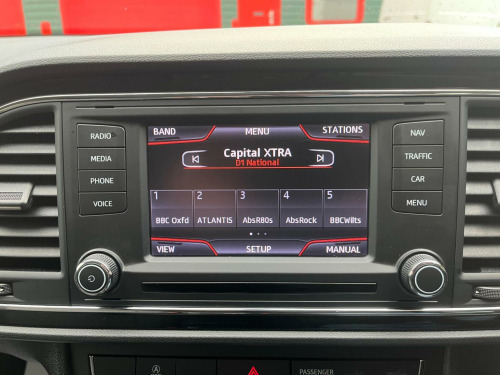 BAND MENU STATIONS
RADIO
MEDIA
PHONE
VOICE
Capital XTRA
D1 National
1 2 3 4 5
BBC Oxfd ATLANTIS AbsR80s AbsRock BBCWilts
VIEW SETUP MANUAL
NAV
TRAFFIC
CAR
MENU
PASSENGER